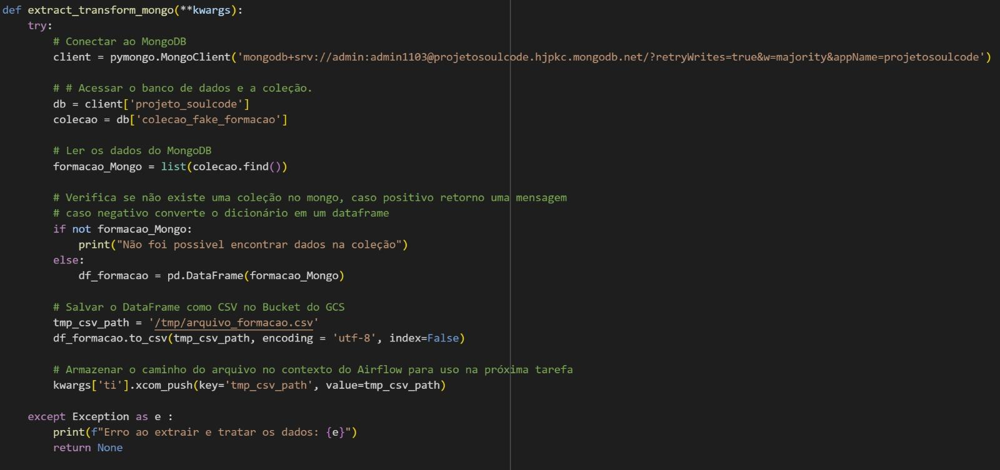 def extract_transform_mongo(**kwargs):
    try:
        # Conectar ao MongoDB
        client = pymongo.MongoClient('mongodb+srv://admin:admin1103@projetosoulcode.hjpkc.mongodb.net/?retryWrites=true&w=majority&appName=projetosoulcode')

        # # Acessar o banco de dados e a coleção.
        db = client['projeto_soulcode']
        colecao = db['colecao_fake_formacao']

        # Ler os dados do MongoDB
        formacao_Mongo = list(colecao.find())

        # Verifica se não existe uma coleção no mongo, caso positivo retorno uma mensagem
        # caso negativo converte o dicionário em um dataframe
        if not formacao_Mongo:
            print("Não foi possivel encontrar dados na coleção")
        else:
            df_formacao = pd.DataFrame(formacao_Mongo)

        # Salvar o DataFrame como CSV no Bucket do GCS
        tmp_csv_path = '/tmp/arquivo_formacao.csv'
        df_formacao.to_csv(tmp_csv_path, encoding = 'utf-8', index=False)

        # Armazenar o caminho do arquivo no contexto do Airflow para uso na próxima tarefa
        kwargs['ti'].xcom_push(key='tmp_csv_path', value=tmp_csv_path)

    except Exception as e :
        print(f"Erro ao extrair e tratar os dados: {e}")
        return None